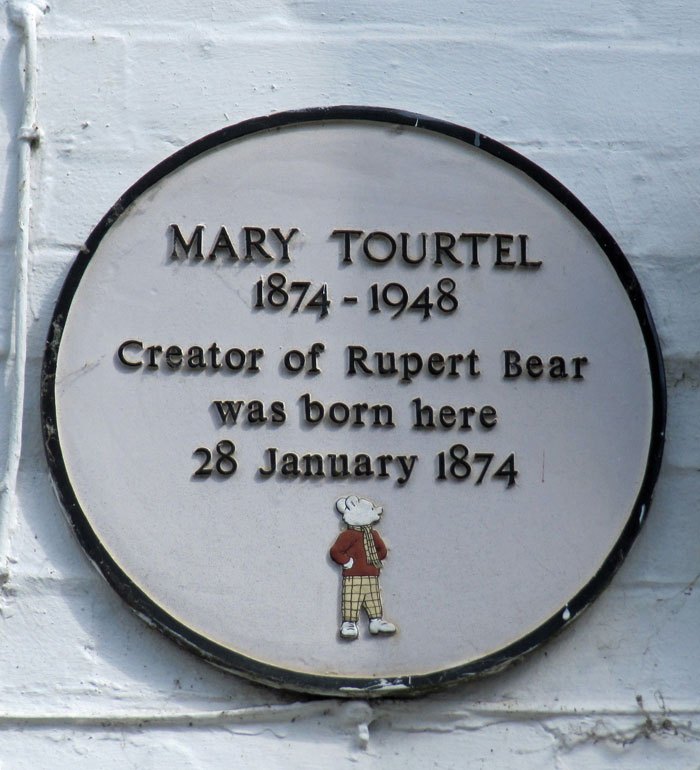 MARY TOURTEL
1874 - 1948
Creator of Rupert Bear
was born here
28 January 1874